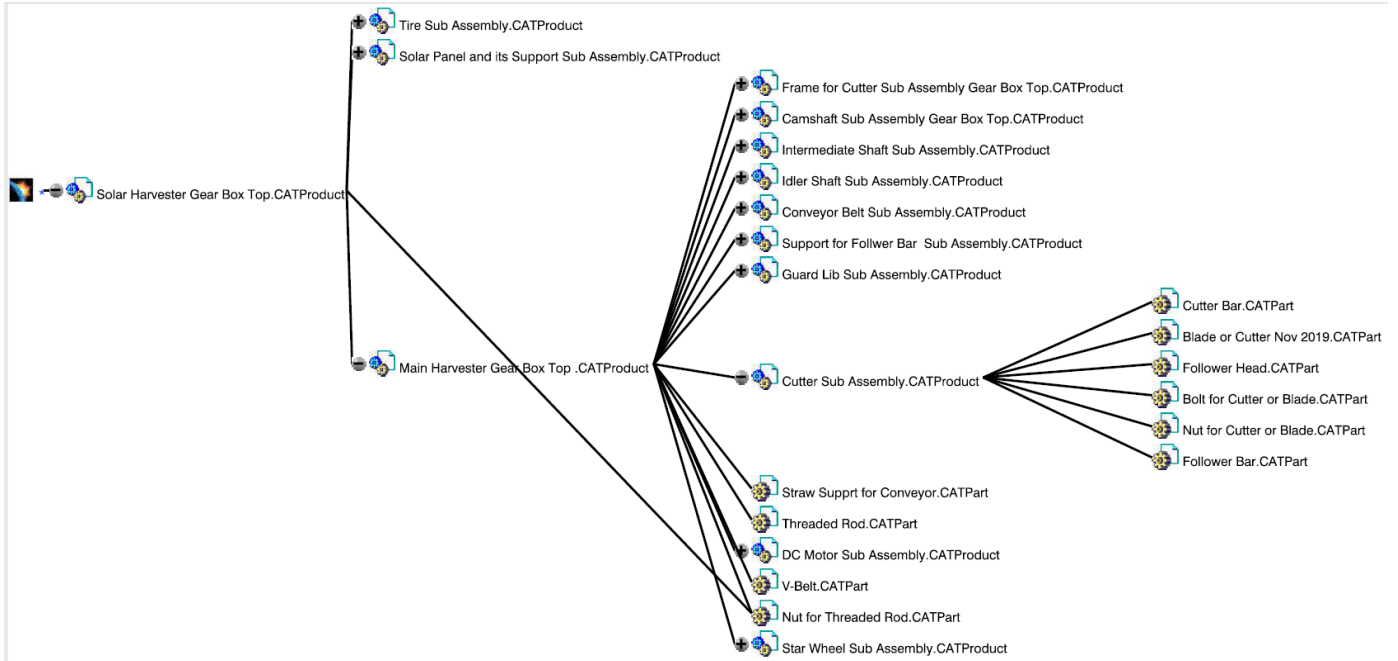 Tire Sub Assembly.CATProduct
Solar Panel and its Support Sub Assembly.CATProduct
Frame for Cutter Sub Assembly Gear Box Top.CATProduct
Camshaft Sub Assembly Gear Box Top.CATProduct
Intermediate Shaft Sub Assembly.CATProduct
Idler Shaft Sub Assembly.CATProduct
Solar Harvester Gear Box Top.CATProduct
Conveyor Belt Sub Assembly.CATProduct
Support for Follwer Bar  Sub Assembly.CATProduct
Guard Lib Sub Assembly.CATProduct
Cutter Bar.CATPart
Blade or Cutter Nov 2019.CATPart
Main Harvester Gear Box Top .CATProduct
Follower Head.CATPart
Cutter Sub Assembly.CATProduct
Bolt for Cutter or Blade.CATPart
Nut for Cutter or Blade.CATPart
Follower Bar.CATPart
Straw Supprt for Conveyor.CATPart
Threaded Rod.CATPart
DC Motor Sub Assembly.CATProduct
V-Belt.CATPart
Nut for Threaded Rod.CATPart
Star Wheel Sub Assembly.CATProduct